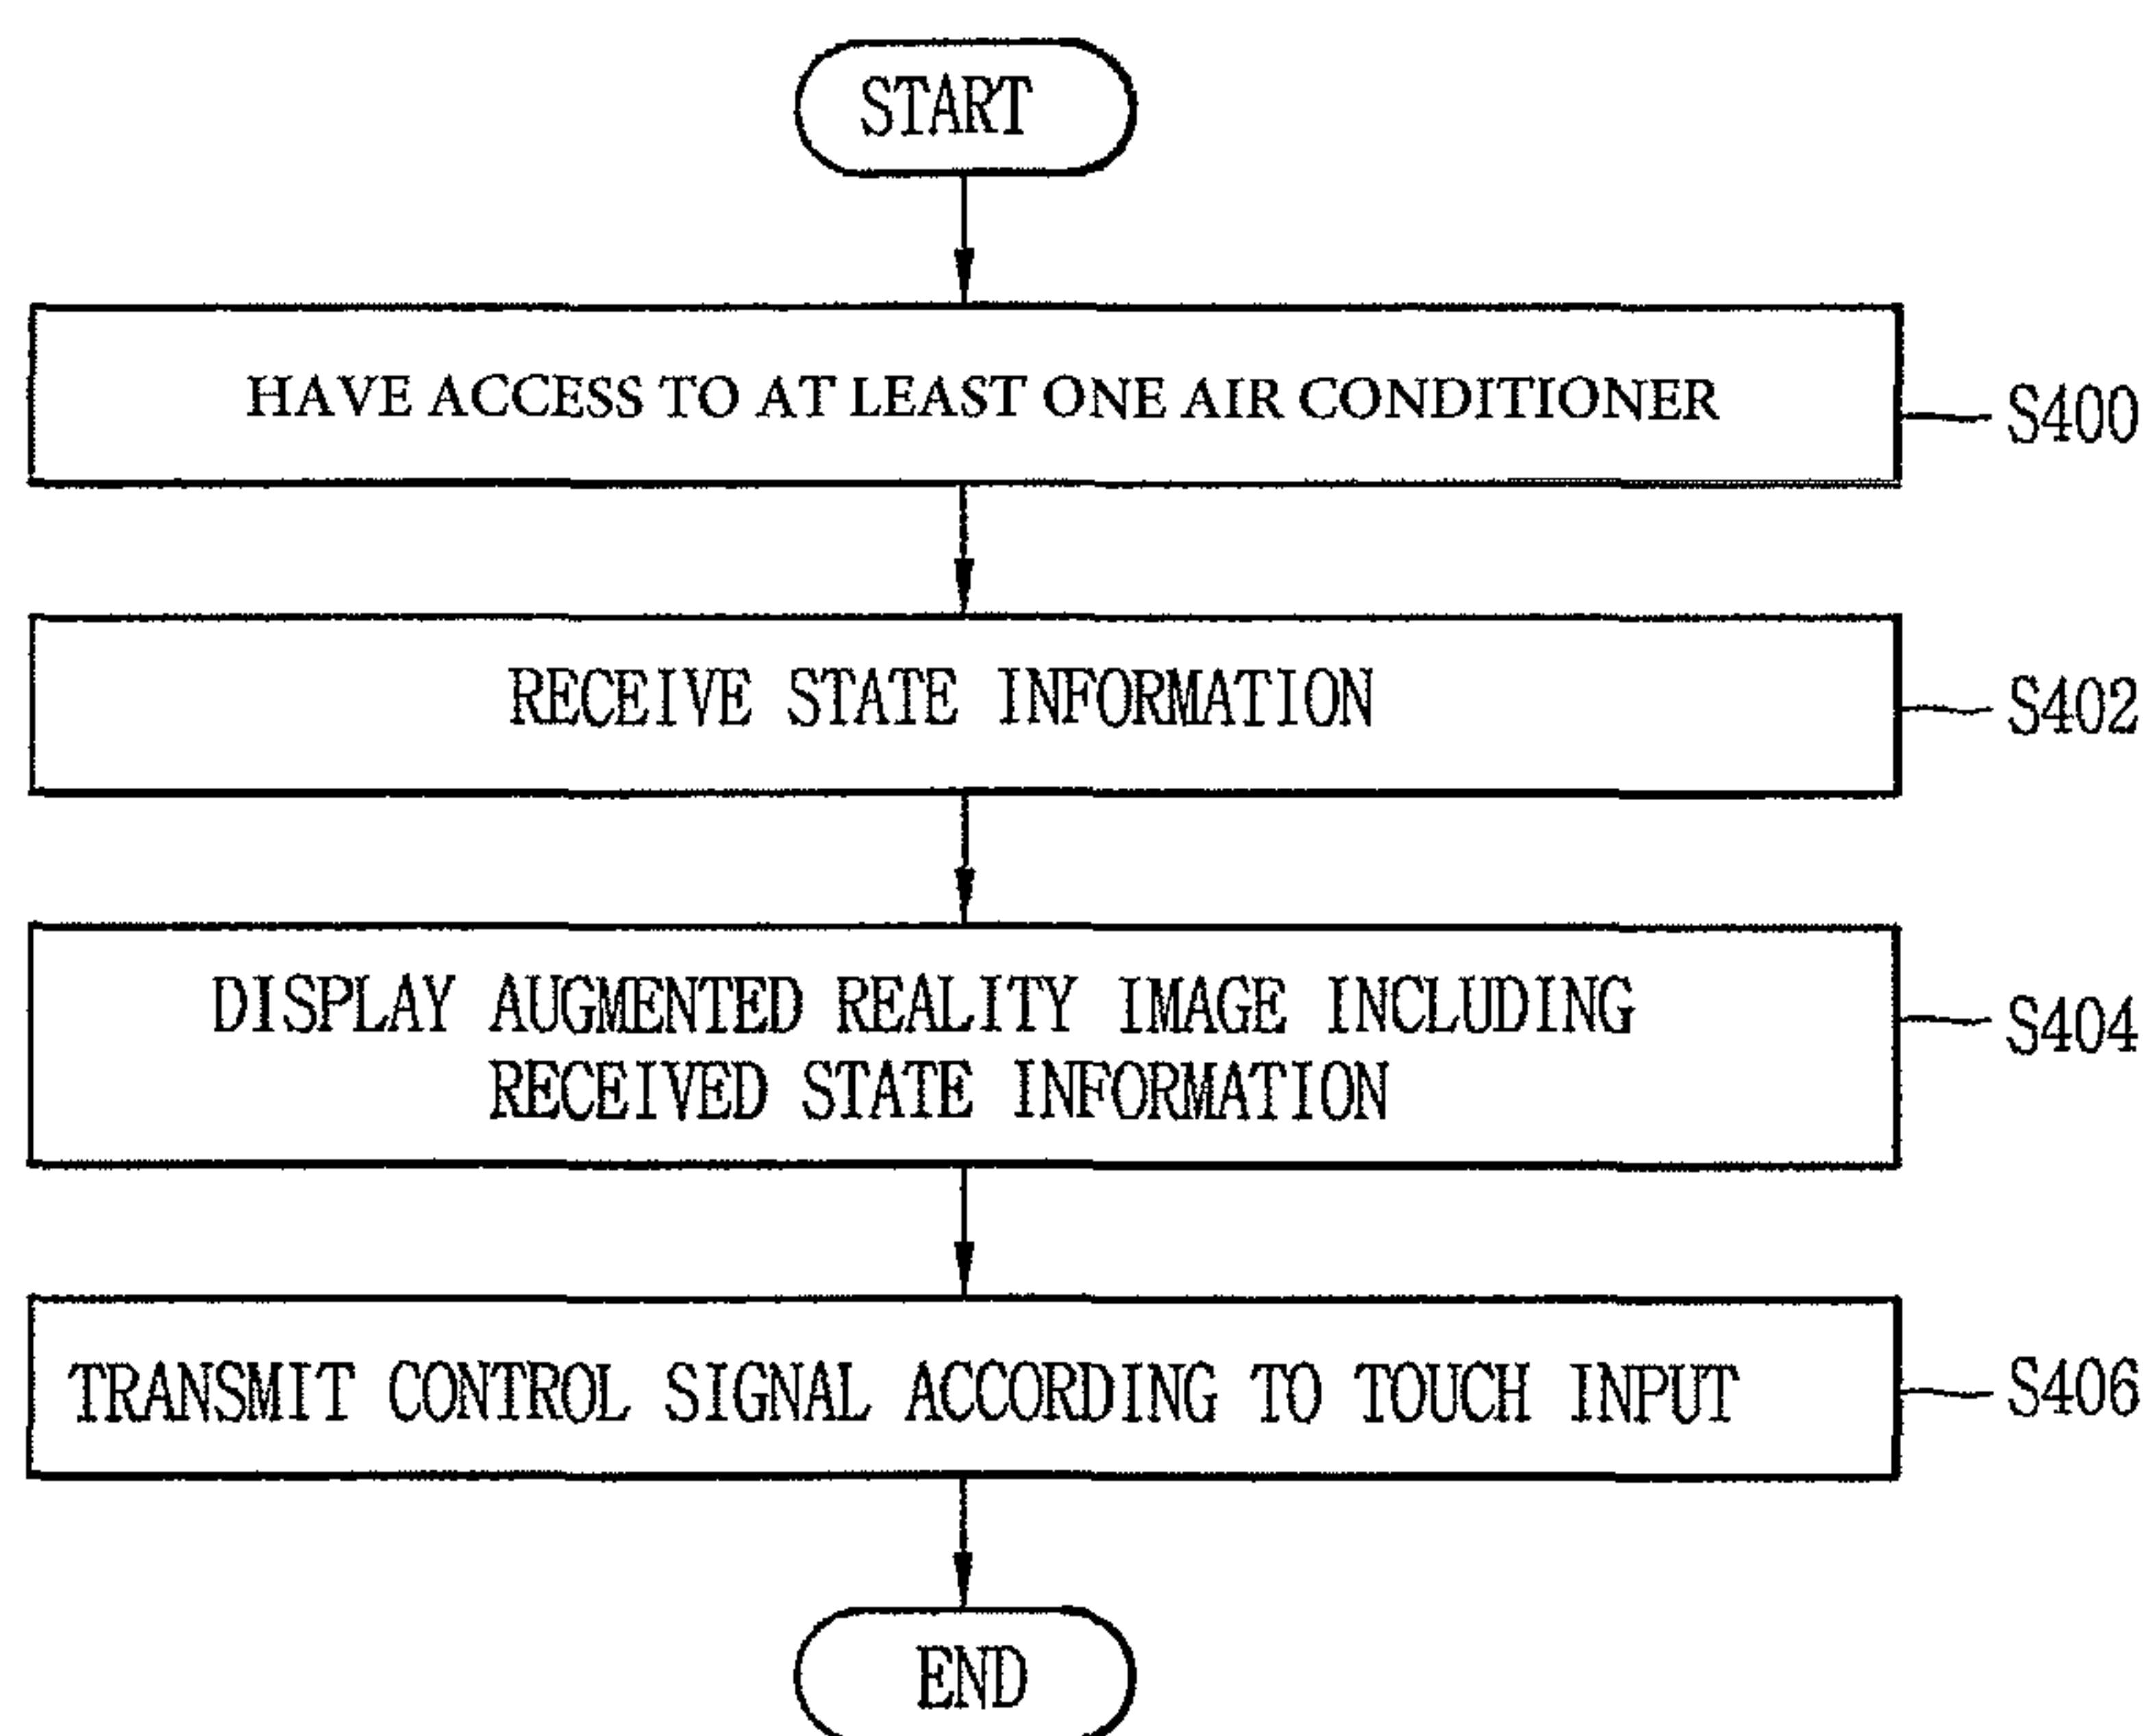 START
HAVE ACCESS TO AT LEAST ONE AIR CONDITIONER
S400
RECEIVE STATE INFORMATION
S402
DISPLAY AUGMENTED REALITY IMAGE INCLUDING
RECEIVED STATE INFORMATION
S404
TRANSMIT CONTROL SIGNAL ACCORDING TO TOUCH INPUT
S406
END